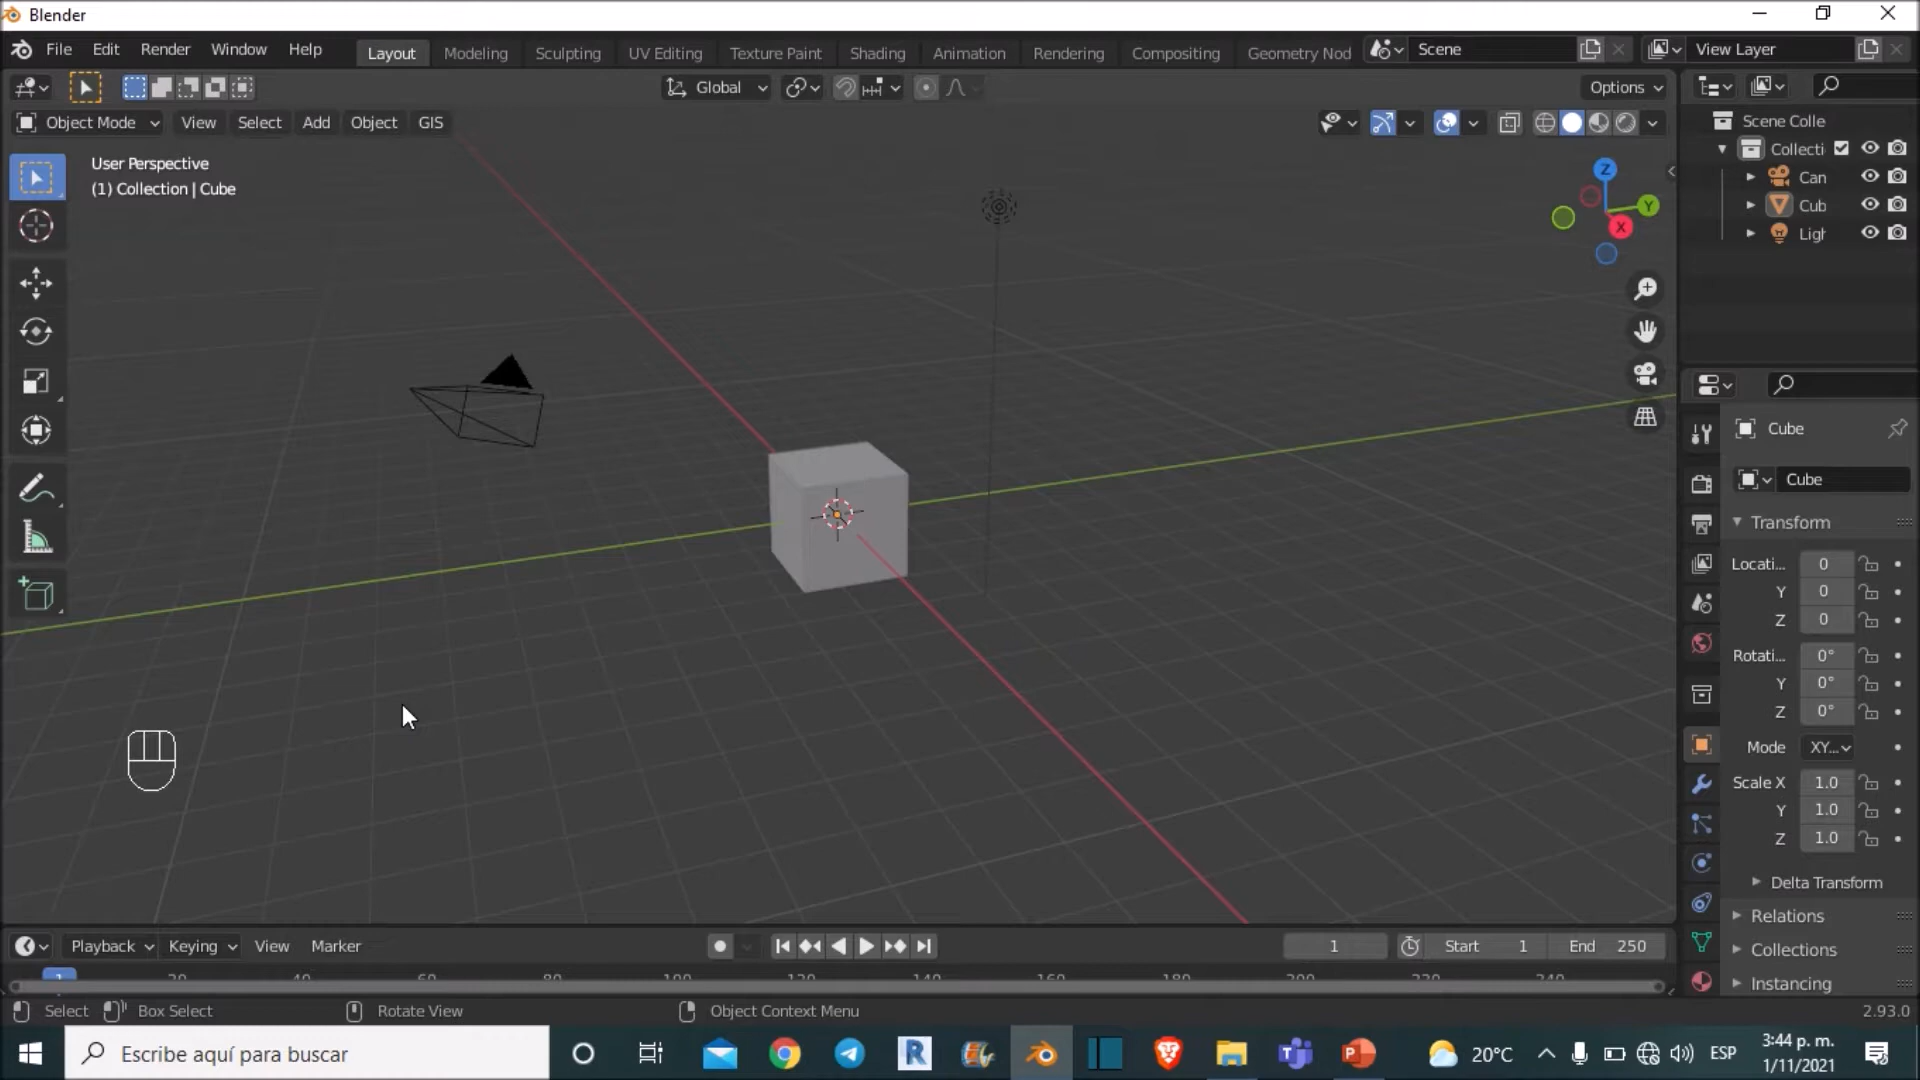 Blender
File Edit Render Window Help Layout Modeling Sculpting UV Editing Texture Paint Shading Animation Rendering Compositing Geometry Nod Scene View Layer
Global Options
Object Mode View Select Add Object GIS
User Perspective
(1) Collection | Cube
Z
Y
X
Scene Colle
Collecti
Can
Cub
Ligh
Cube
Cube
Transform
Locati... 0
Y 0
Z 0
Rotati... 0°
Y 0°
Z 0°
Mode XY...
Scale X 1.0
Y 1.0
Z 1.0
Delta Transform
Relations
Collections
Instancing
Playback Keying View Marker 1 Start 1 End 250
1 20 40 60 80 100 120 140 160 180 200 220 240
Select Box Select Rotate View Object Context Menu 2.93.0
Escribe aquí para buscar 20°C ESP 3:44 p. m.
1/11/2021